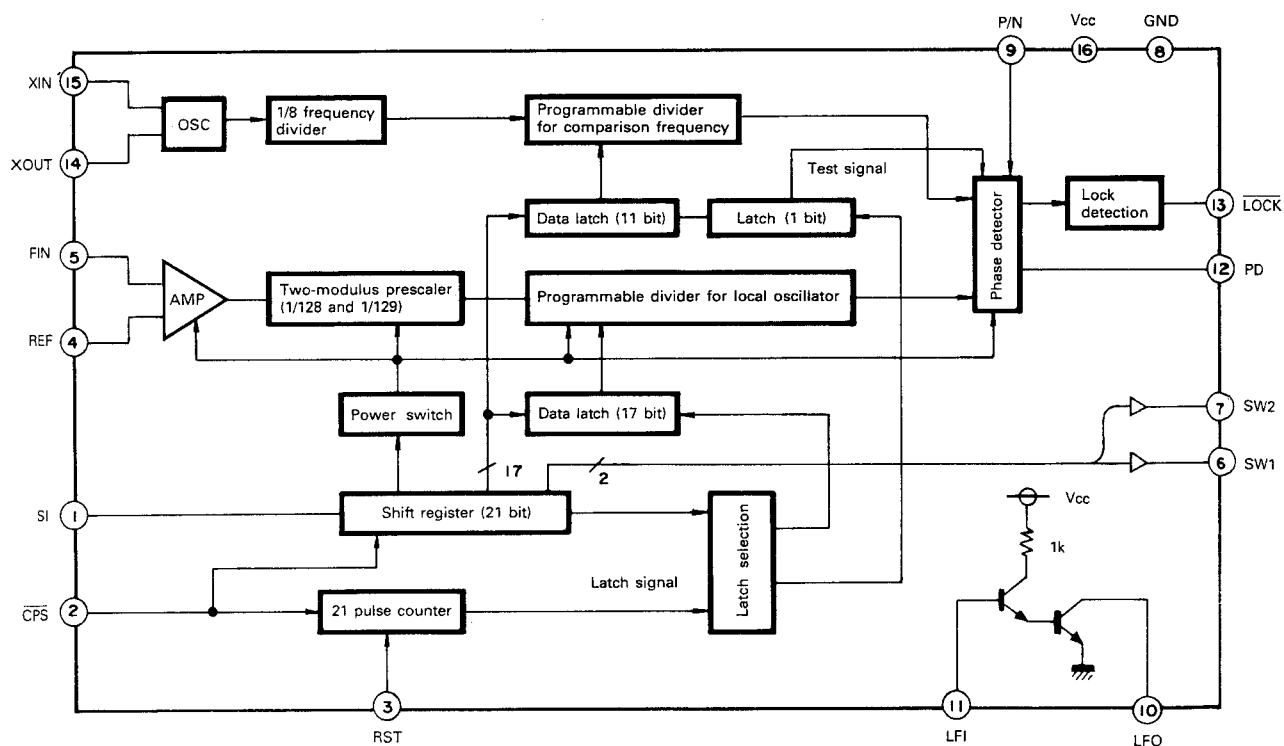 P/N
Vcc
GND
9
16
8
XIN
15
OSC
1/8 frequency
divider
Programmable divider
for comparison frequency
XOUT
14
Test signal
Data latch (11 bit)
Latch (1 bit)
Phase detector
Lock
detection
13
LOCK
FIN
5
AMP
Two-modulus prescaler
(1/128 and 1/129)
Programmable divider for local oscillator
12
PD
REF
4
Power switch
Data latch (17 bit)
7
SW2
17
2
6
SW1
SI
1
Shift register (21 bit)
Latch selection
Vcc
1k
Latch signal
CPS
2
21 pulse counter
3
RST
11
LFI
10
LFO